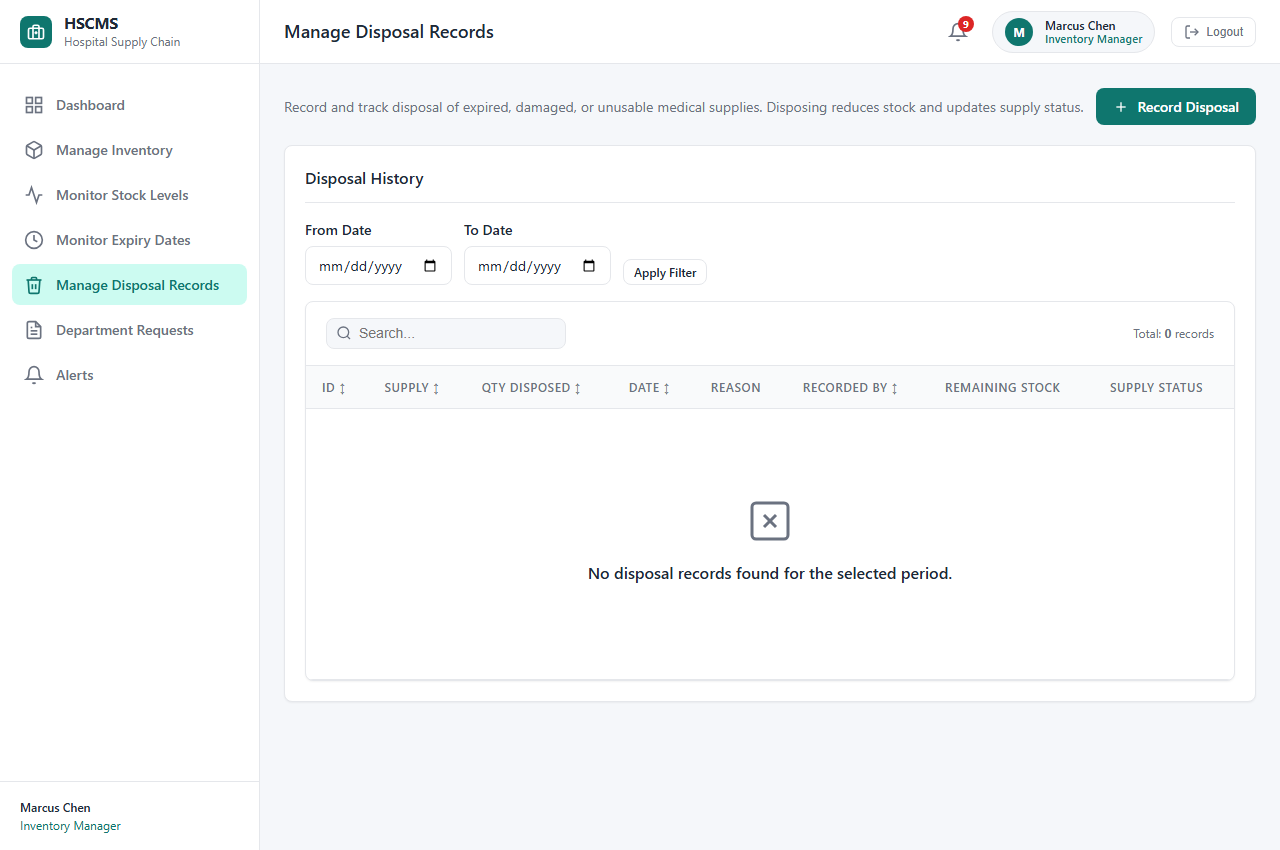 HSCMS
Hospital Supply Chain
Manage Disposal Records
9
M
Marcus Chen
Inventory Manager
Logout
Dashboard
Manage Inventory
Monitor Stock Levels
Monitor Expiry Dates
Manage Disposal Records
Department Requests
Alerts
Record and track disposal of expired, damaged, or unusable medical supplies. Disposing reduces stock and updates supply status.
+ Record Disposal
Disposal History
From Date To Date
mm/dd/yyyy mm/dd/yyyy Apply Filter
Search... Total: 0 records
ID ↕ SUPPLY ↕ QTY DISPOSED ↕ DATE ↕ REASON RECORDED BY ↕ REMAINING STOCK SUPPLY STATUS
No disposal records found for the selected period.
Marcus Chen
Inventory Manager